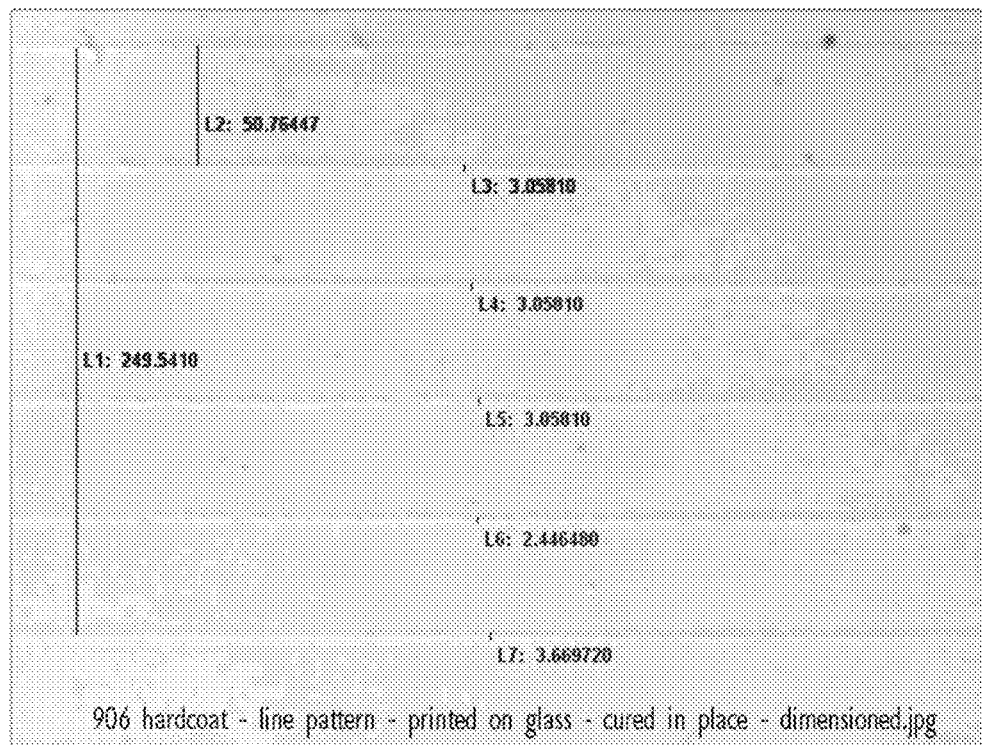 L2: 50.76447
L3: 3.05810
L4: 3.05810
L1: 249.5410
L5: 3.05810
L6: 2.446480
L7: 3.669720
906 hardcoat - line pattern - printed on glass - cured in place - dimensioned.jpg